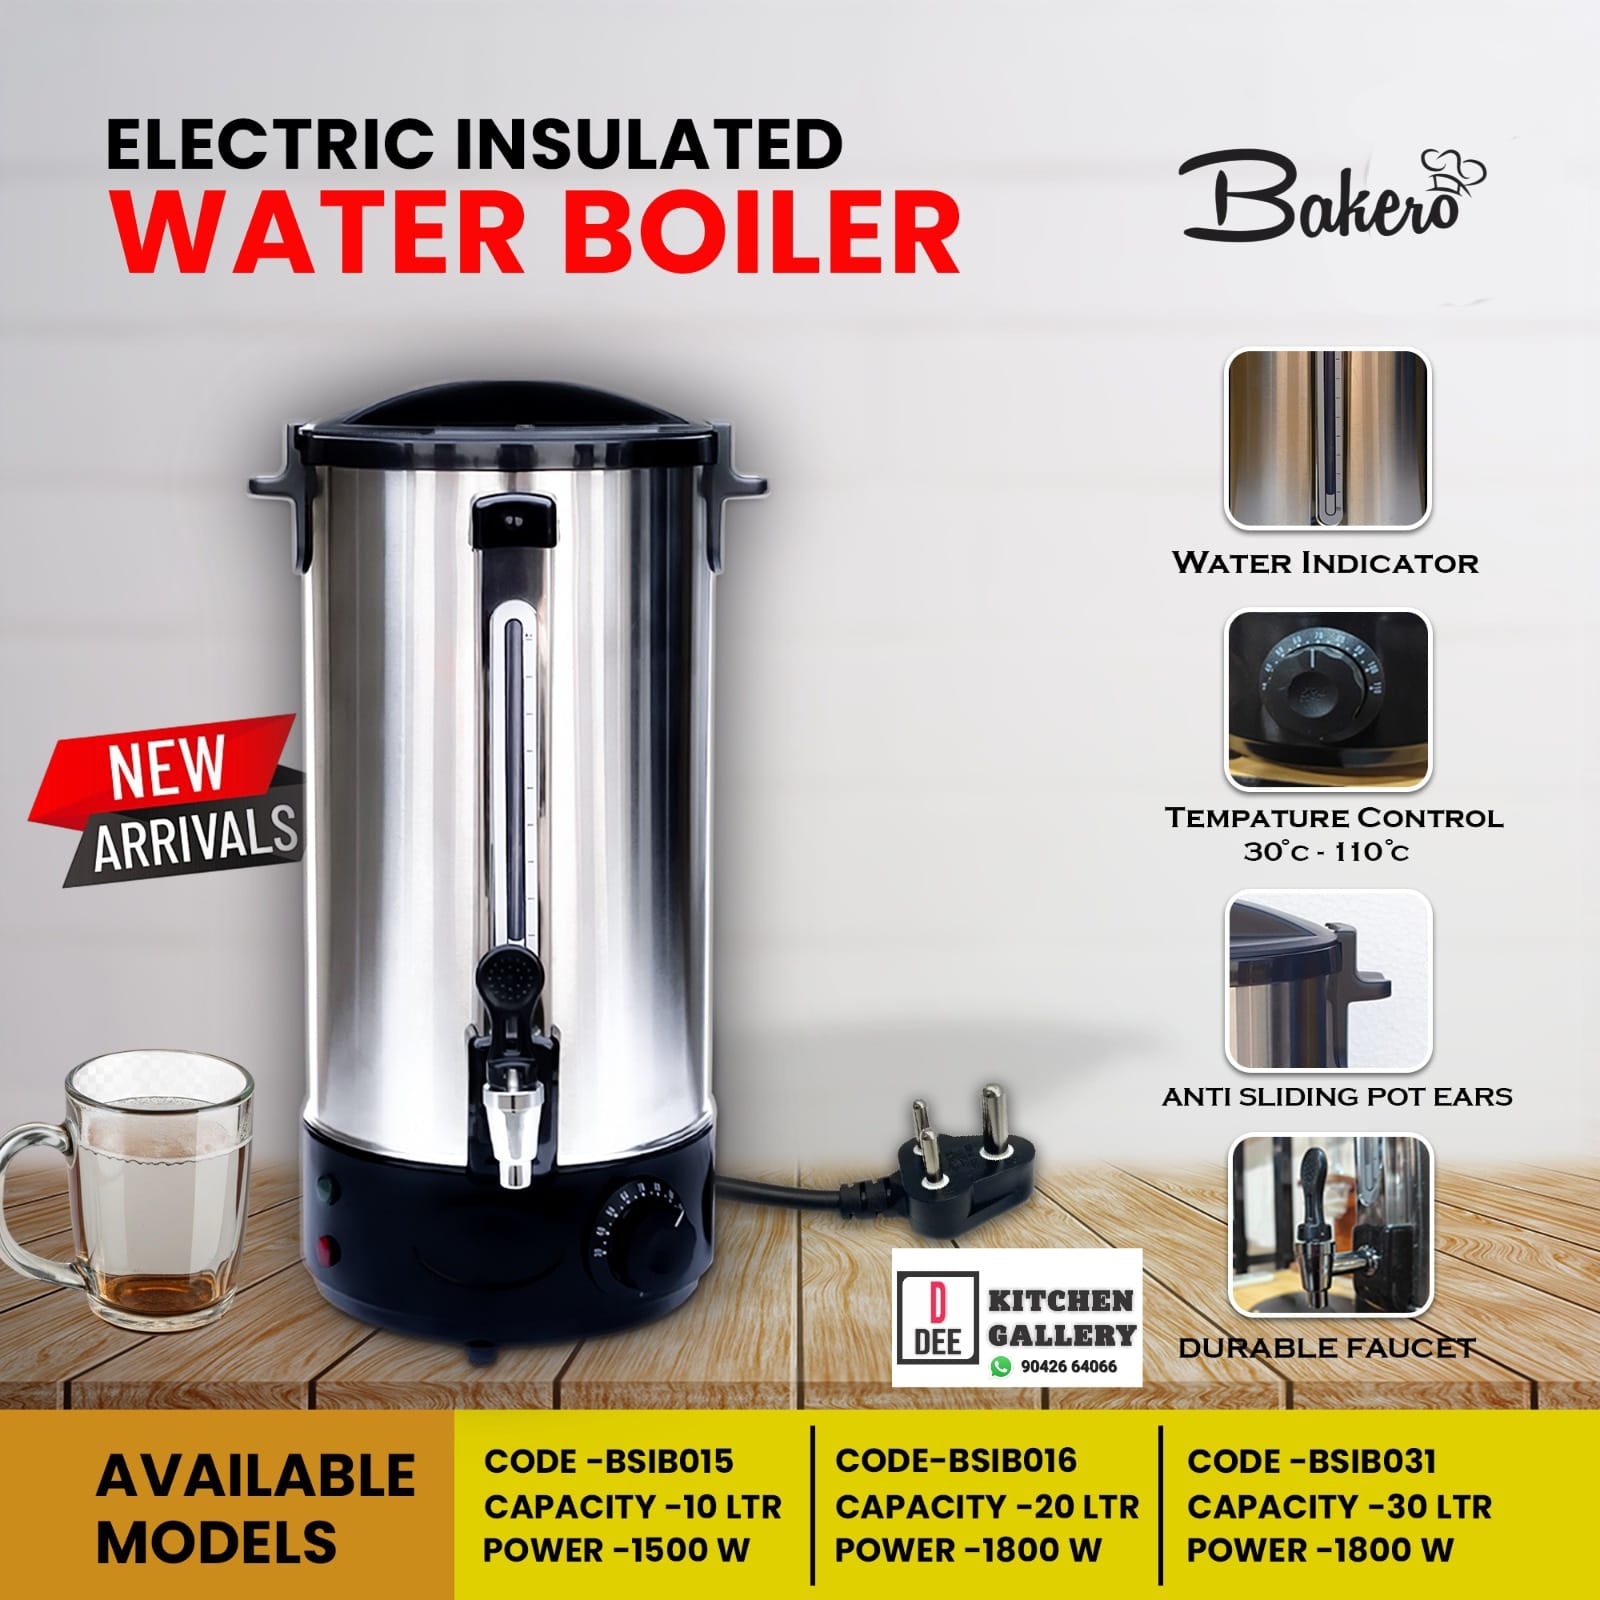 ELECTRIC INSULATED
WATER BOILER
Bakero
NEW
ARRIVALS
WATER INDICATOR
TEMPATURE CONTROL
30°C - 110°C
ANTI SLIDING POT EARS
DURABLE FAUCET
D
DEE
KITCHEN
GALLERY
90426 64066
AVAILABLE
MODELS
CODE -BSIB015
CAPACITY -10 LTR
POWER -1500 W
CODE-BSIB016
CAPACITY -20 LTR
POWER -1800 W
CODE -BSIB031
CAPACITY -30 LTR
POWER -1800 W